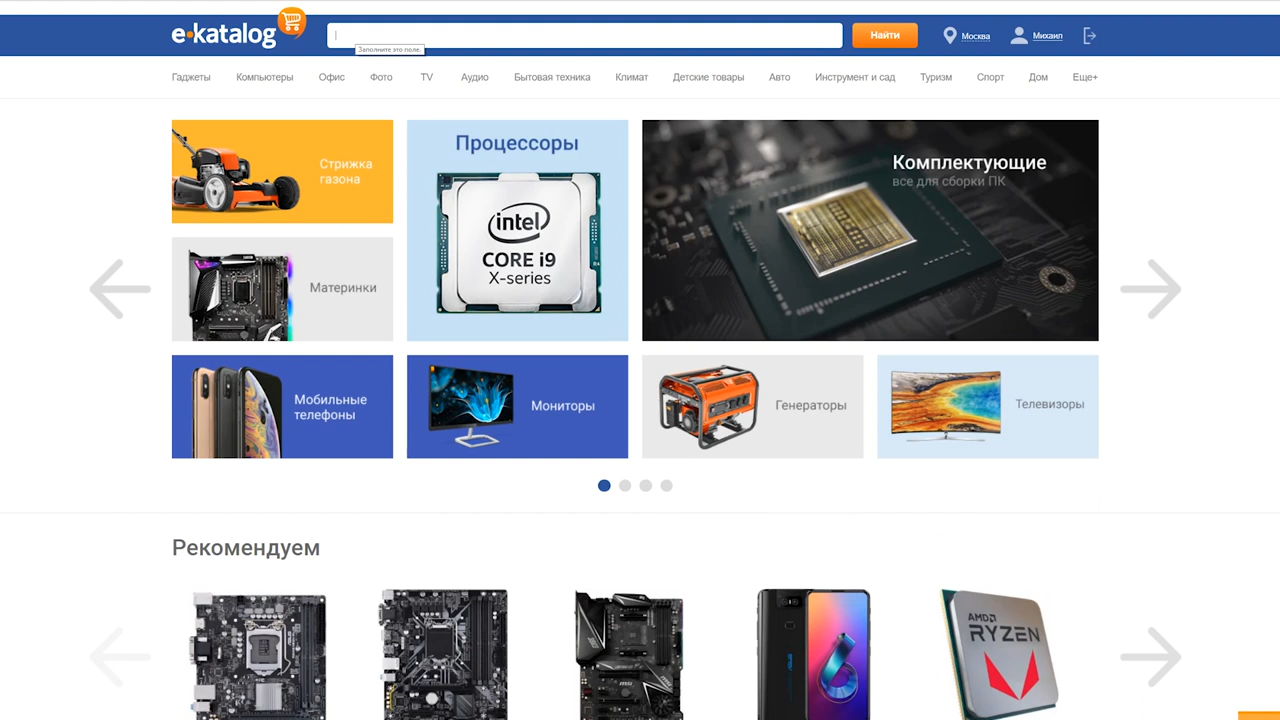 e·katalog
Найти
Москва
Михаил
Заполните это поле.
Гаджеты Компьютеры Офис Фото TV Аудио Бытовая техника Климат Детские товары Авто Инструмент и сад Туризм Спорт Дом Еще+
Стрижка
газона
Процессоры
intel
CORE i9
X-series
Комплектующие
все для сборки ПК
Материнки
Мобильные
телефоны
Мониторы
Генераторы
Телевизоры
Рекомендуем
AMD
RYZEN